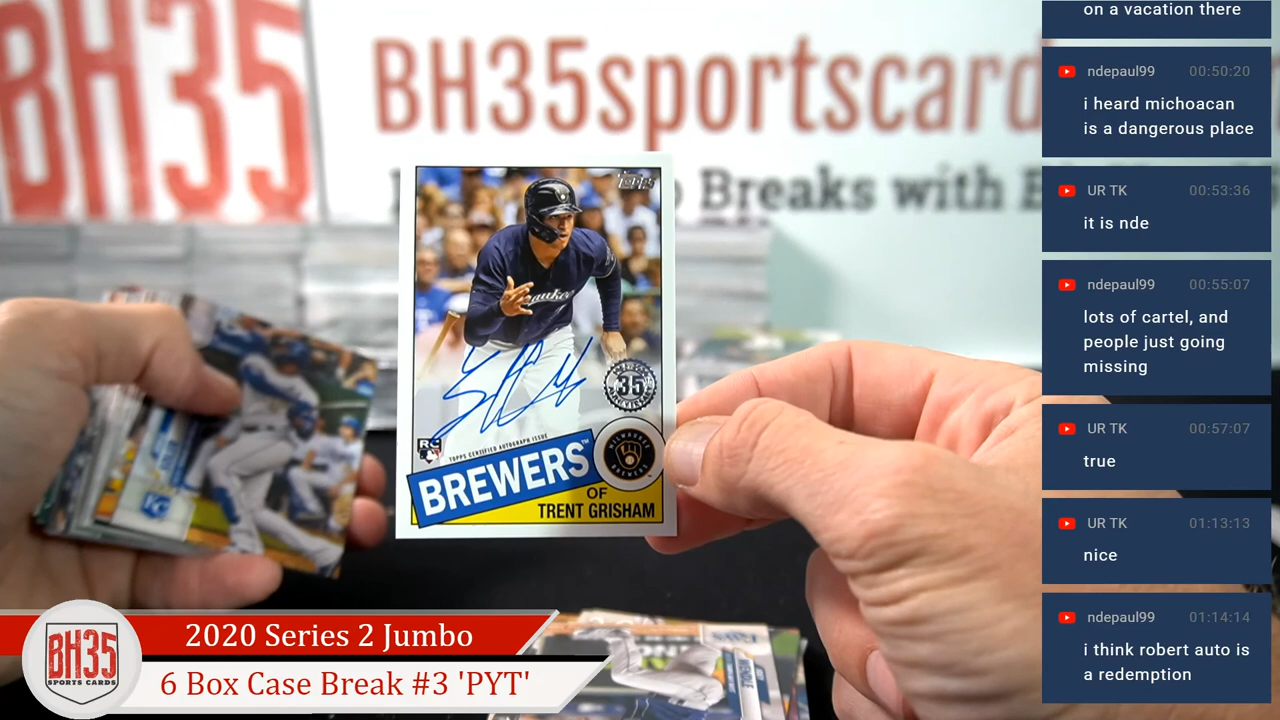 BH35
BH35sportscard
Breaks with
Topps
35
TOPPS CERTIFIED AUTOGRAPH ISSUE
RC
BREWERS™
MILWAUKEE
BREWERS
OF
TRENT GRISHAM
KC
BH35
SPORTS CARDS
2020 Series 2 Jumbo
6 Box Case Break #3 'PYT'
on a vacation there
ndepaul99 00:50:20
i heard michoacan
is a dangerous place
UR TK 00:53:36
it is nde
ndepaul99 00:55:07
lots of cartel, and
people just going
missing
UR TK 00:57:07
true
UR TK 01:13:13
nice
ndepaul99 01:14:14
i think robert auto is
a redemption